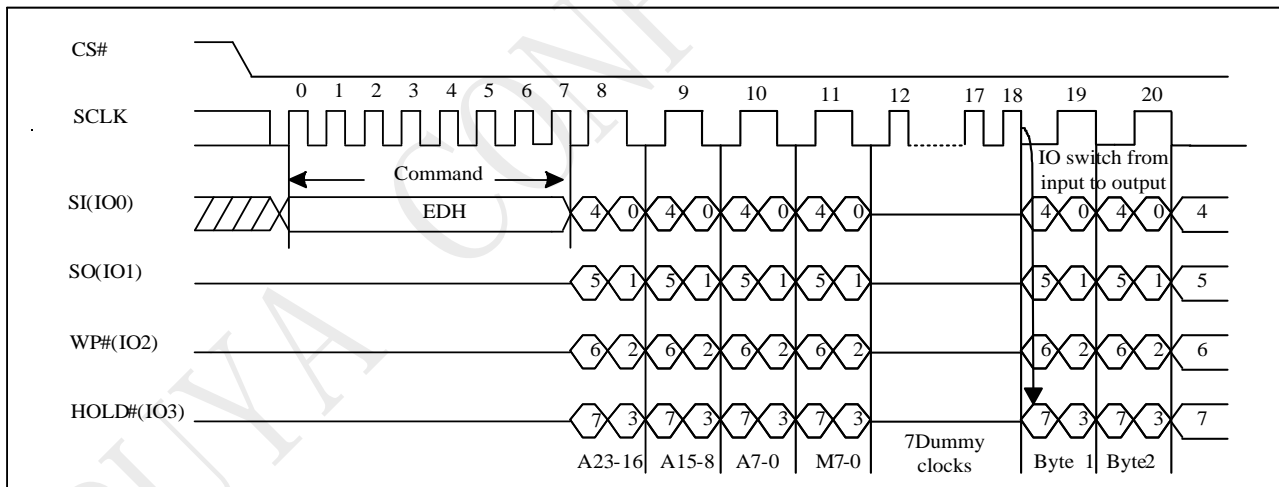 CS#
0 1 2 3 4 5 6 7 8 9 10 11 12 17 18 19 20
SCLK
Command
IO switch from
input to output
SI(IO0)
EDH
4 0 4 0 4 0 4 0 4 0 4 0 4
SO(IO1)
5 1 5 1 5 1 5 1 5 1 5 1 5
WP#(IO2)
6 2 6 2 6 2 6 2 6 2 6 2 6
HOLD#(IO3)
7 3 7 3 7 3 7 3 7 3 7 3 7
A23-16 A15-8 A7-0 M7-0
7Dummy
clocks
Byte 1 Byte2
PUYA CONF